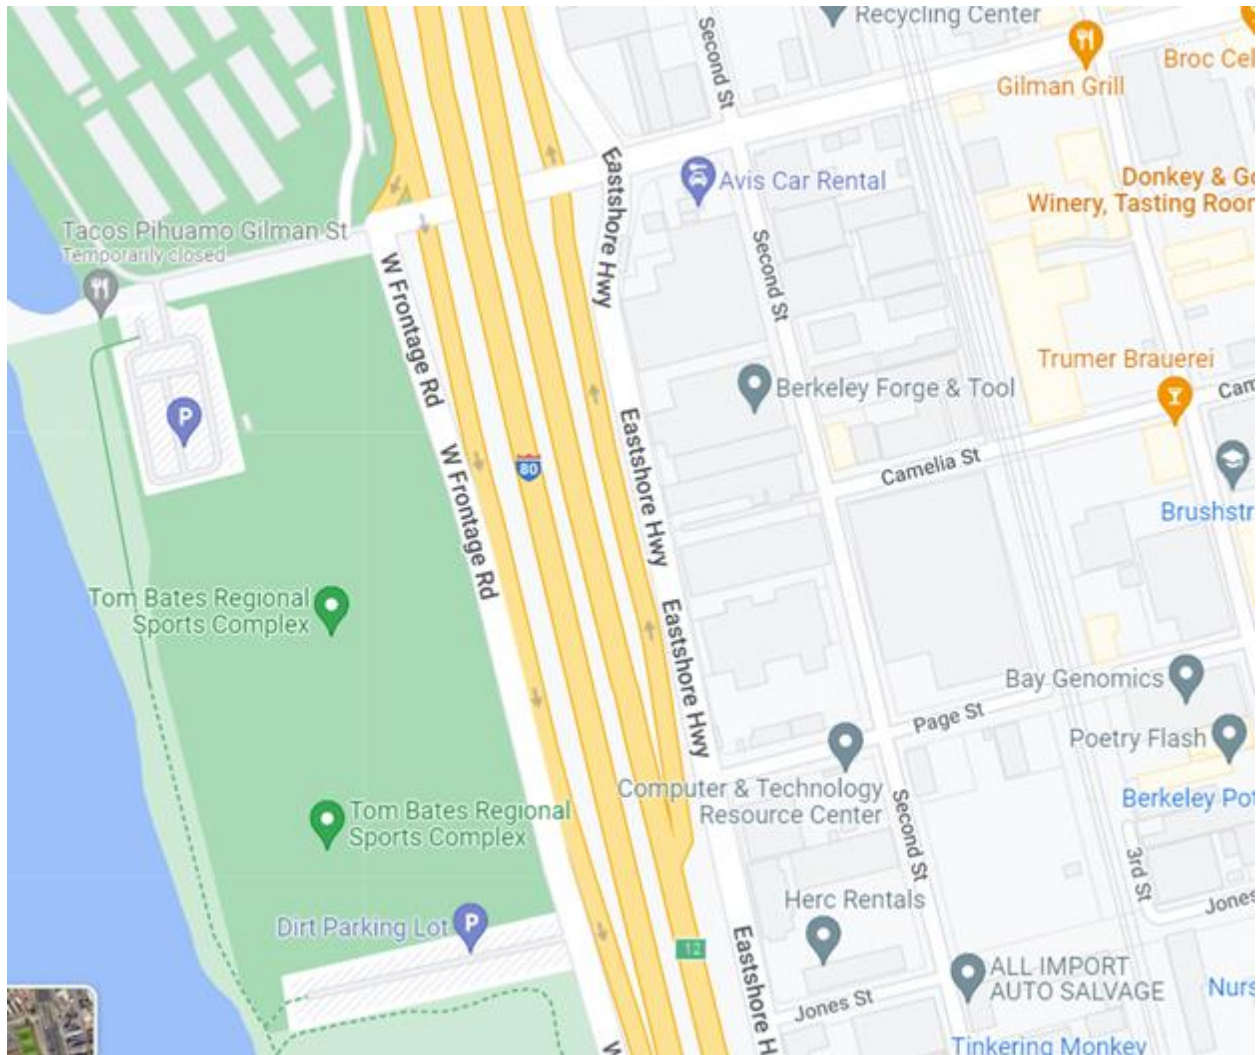 Recycling Center
Second St
Gilman Grill
Broc Cel
Eastshore Hwy
Avis Car Rental
Donkey & Go
Winery, Tasting Room
Tacos Pihuamo Gilman St
Temporarily closed
W Frontage Rd
Second St
Trumer Brauerei
Berkeley Forge & Tool
Cam
P
80
Eastshore Hwy
W Frontage Rd
Camelia St
Brushstr
Tom Bates Regional
Sports Complex
Eastshore Hwy
Bay Genomics
Page St
Poetry Flash
Computer & Technology
Resource Center
Berkeley Pot
Tom Bates Regional
Sports Complex
Second St
3rd St
Herc Rentals
Jones
Dirt Parking Lot
P
12
Eastshore H
ALL IMPORT
AUTO SALVAGE
Nurs
Jones St
W
Tinkering Monkey